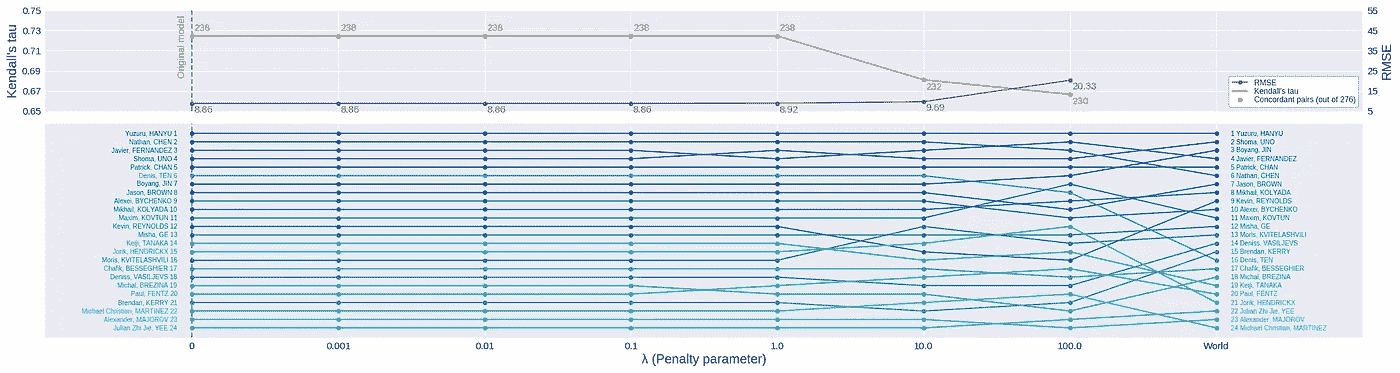 Kendall's tau
0.75
0.73
0.71
0.69
0.67
0.65
Original model
238
238
238
238
238
232
230
8.86
8.86
8.86
8.86
8.92
9.69
20.33
55
45
35
25
15
5
RMSE
RMSE
Kendall's tau
Concordant pairs (out of 276)
Yuzuru, HANYU 1
Nathan, CHEN 2
Javier, FERNANDEZ 3
Shoma, UNO 4
Patrick, CHAN 5
Denis, TEN 6
Boyang, JIN 7
Jason, BROWN 8
Alexei, BYCHENKO 9
Mikhail, KOLYADA 10
Maxim, KOVTUN 11
Kevin, REYNOLDS 12
Misha, GE 13
Keiji, TANAKA 14
Jorik, HENDRICKX 15
Moris, KVITELASHVILI 16
Chafik, BESSEGHIER 17
Deniss, VASILJEVS 18
Michal, BREZINA 19
Paul, FENTZ 20
Brendan, KERRY 21
Michael Christian, MARTINEZ 22
Alexander, MAJOROV 23
Julian Zhi Jie, YEE 24
1 Yuzuru, HANYU
2 Shoma, UNO
3 Boyang, JIN
4 Javier, FERNANDEZ
5 Patrick, CHAN
6 Nathan, CHEN
7 Jason, BROWN
8 Mikhail, KOLYADA
9 Kevin, REYNOLDS
10 Alexei, BYCHENKO
11 Maxim, KOVTUN
12 Misha, GE
13 Moris, KVITELASHVILI
14 Deniss, VASILJEVS
15 Brendan, KERRY
16 Denis, TEN
17 Chafik, BESSEGHIER
18 Michal, BREZINA
19 Keiji, TANAKA
20 Paul, FENTZ
21 Jorik, HENDRICKX
22 Julian Zhi Jie, YEE
23 Alexander, MAJOROV
24 Michael Christian, MARTINEZ
0
0.001
0.01
0.1
1.0
10.0
100.0
World
λ (Penalty parameter)